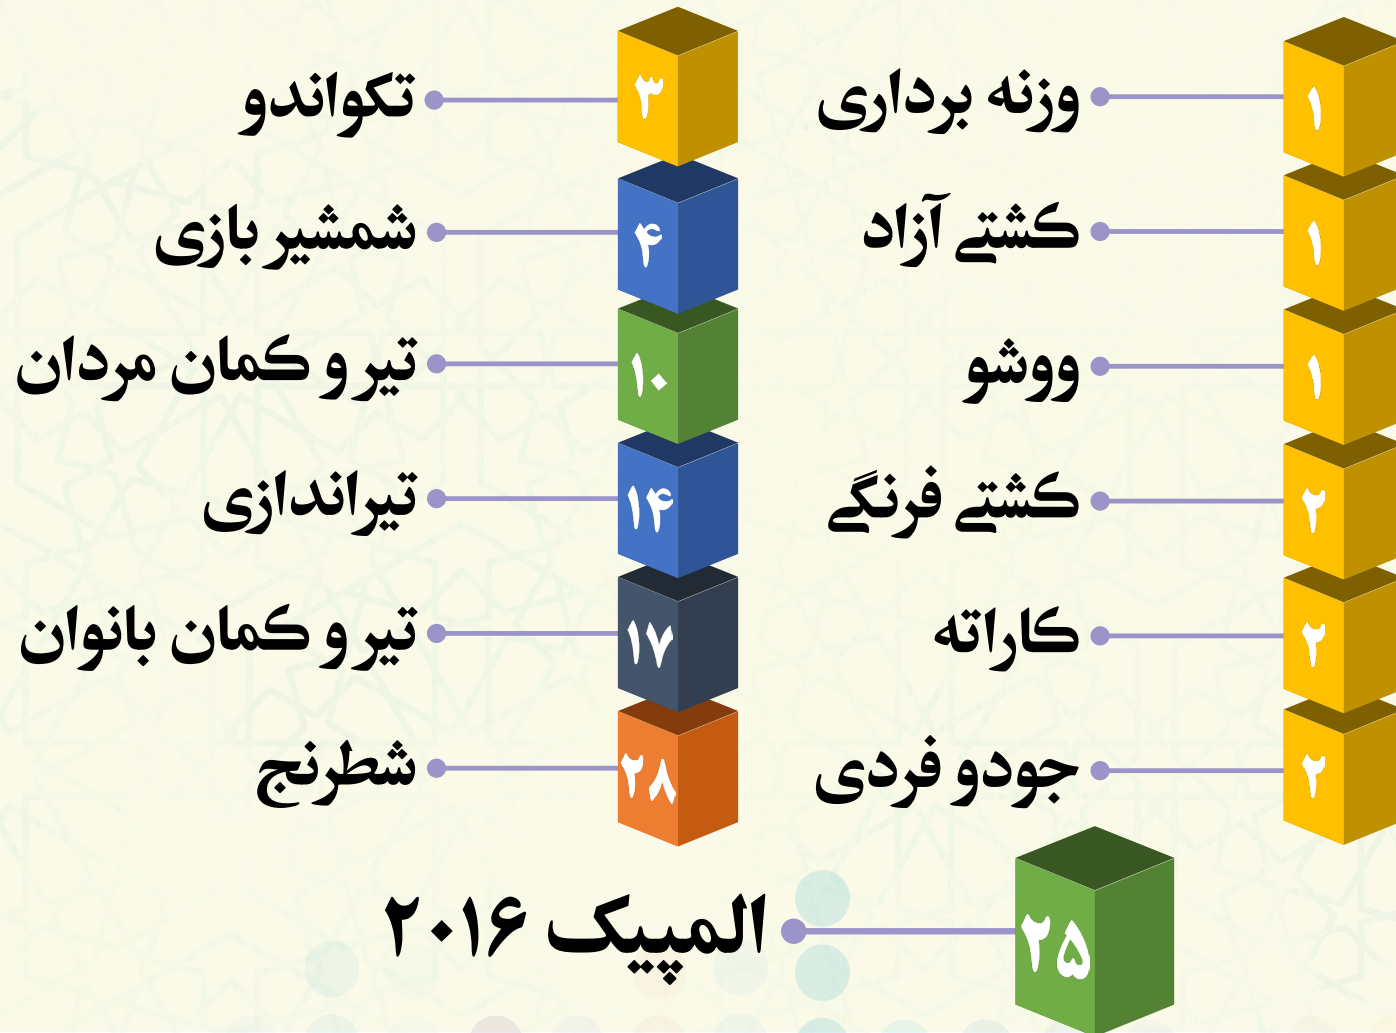 ۱ وزنه برداری
۱ کشتی آزاد
۱ ووشو
۲ کشتی فرنگی
۲ کاراته
۲ جودو فردی
۳ تکواندو
۴ شمشیر بازی
۱۰ تیر و کمان مردان
۱۴ تیراندازی
۱۷ تیر و کمان بانوان
۲۸ شطرنج
۲۵ المپیک ۲۰۱۶